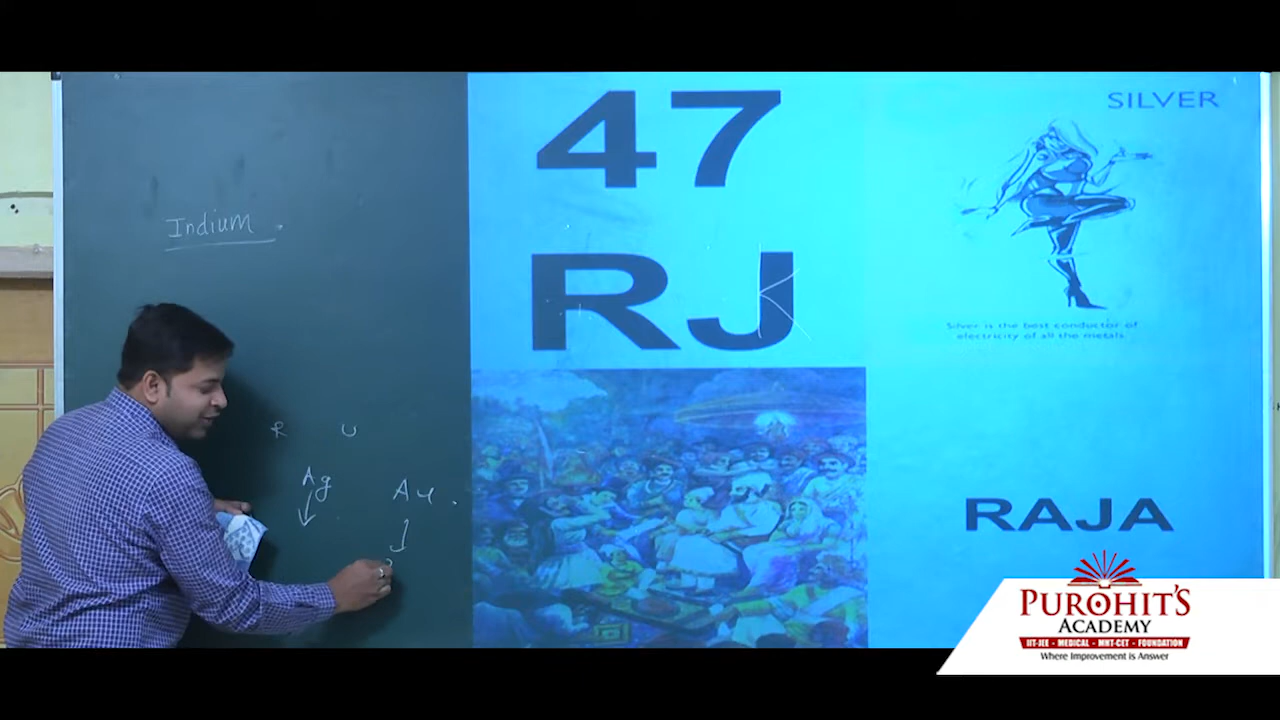 Indium .
R U
Ag Au .
47
RJ
SILVER
Silver is the best conductor of
electricity of all the metals
RAJA
PUROHIT'S
ACADEMY
IIT-JEE - MEDICAL - MHT-CET - FOUNDATION
Where Improvement is Answer